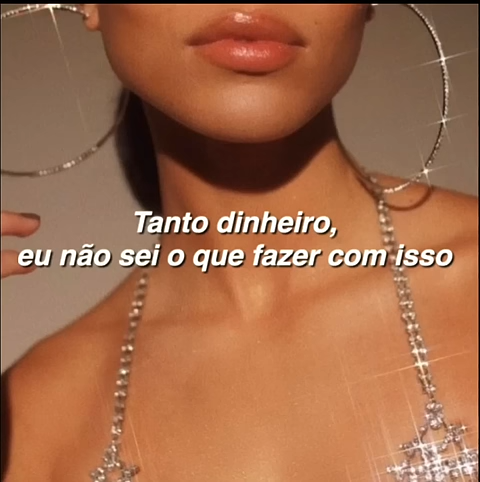 Tanto dinheiro,
eu não sei o que fazer com isso